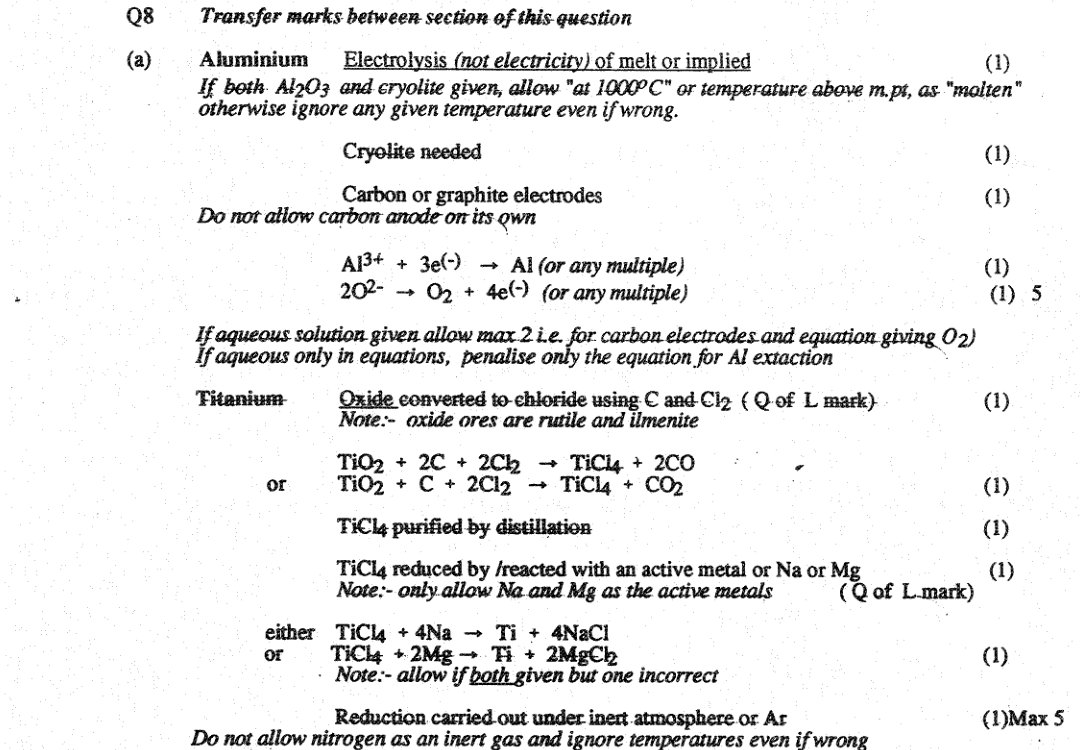 Q8 Transfer marks between section of this question
(a) Aluminium Electrolysis (not electricity) of melt or implied (1)
If both Al2O3 and cryolite given, allow "at 1000°C" or temperature above m.pt, as "molten"
otherwise ignore any given temperature even if wrong.
Cryolite needed (1)
Carbon or graphite electrodes (1)
Do not allow carbon anode on its own
Al3+ + 3e(-) → Al (or any multiple) (1)
2O2- → O2 + 4e(-) (or any multiple) (1) 5
If aqueous solution given allow max 2 i.e. for carbon electrodes and equation giving O2)
If aqueous only in equations, penalise only the equation for Al extaction
Titanium Oxide converted to chloride using C and Cl2 ( Q of L mark) (1)
Note:- oxide ores are rutile and ilmenite
TiO2 + 2C + 2Cl2 → TiCl4 + 2CO
or TiO2 + C + 2Cl2 → TiCl4 + CO2 (1)
TiCl4 purified by distillation (1)
TiCl4 reduced by /reacted with an active metal or Na or Mg (1)
Note:- only allow Na and Mg as the active metals ( Q of L mark)
either TiCl4 + 4Na → Ti + 4NaCl
or TiCl4 + 2Mg → Ti + 2MgCl2 (1)
Note:- allow if both given but one incorrect
Reduction carried out under inert atmosphere or Ar (1)Max 5
Do not allow nitrogen as an inert gas and ignore temperatures even if wrong